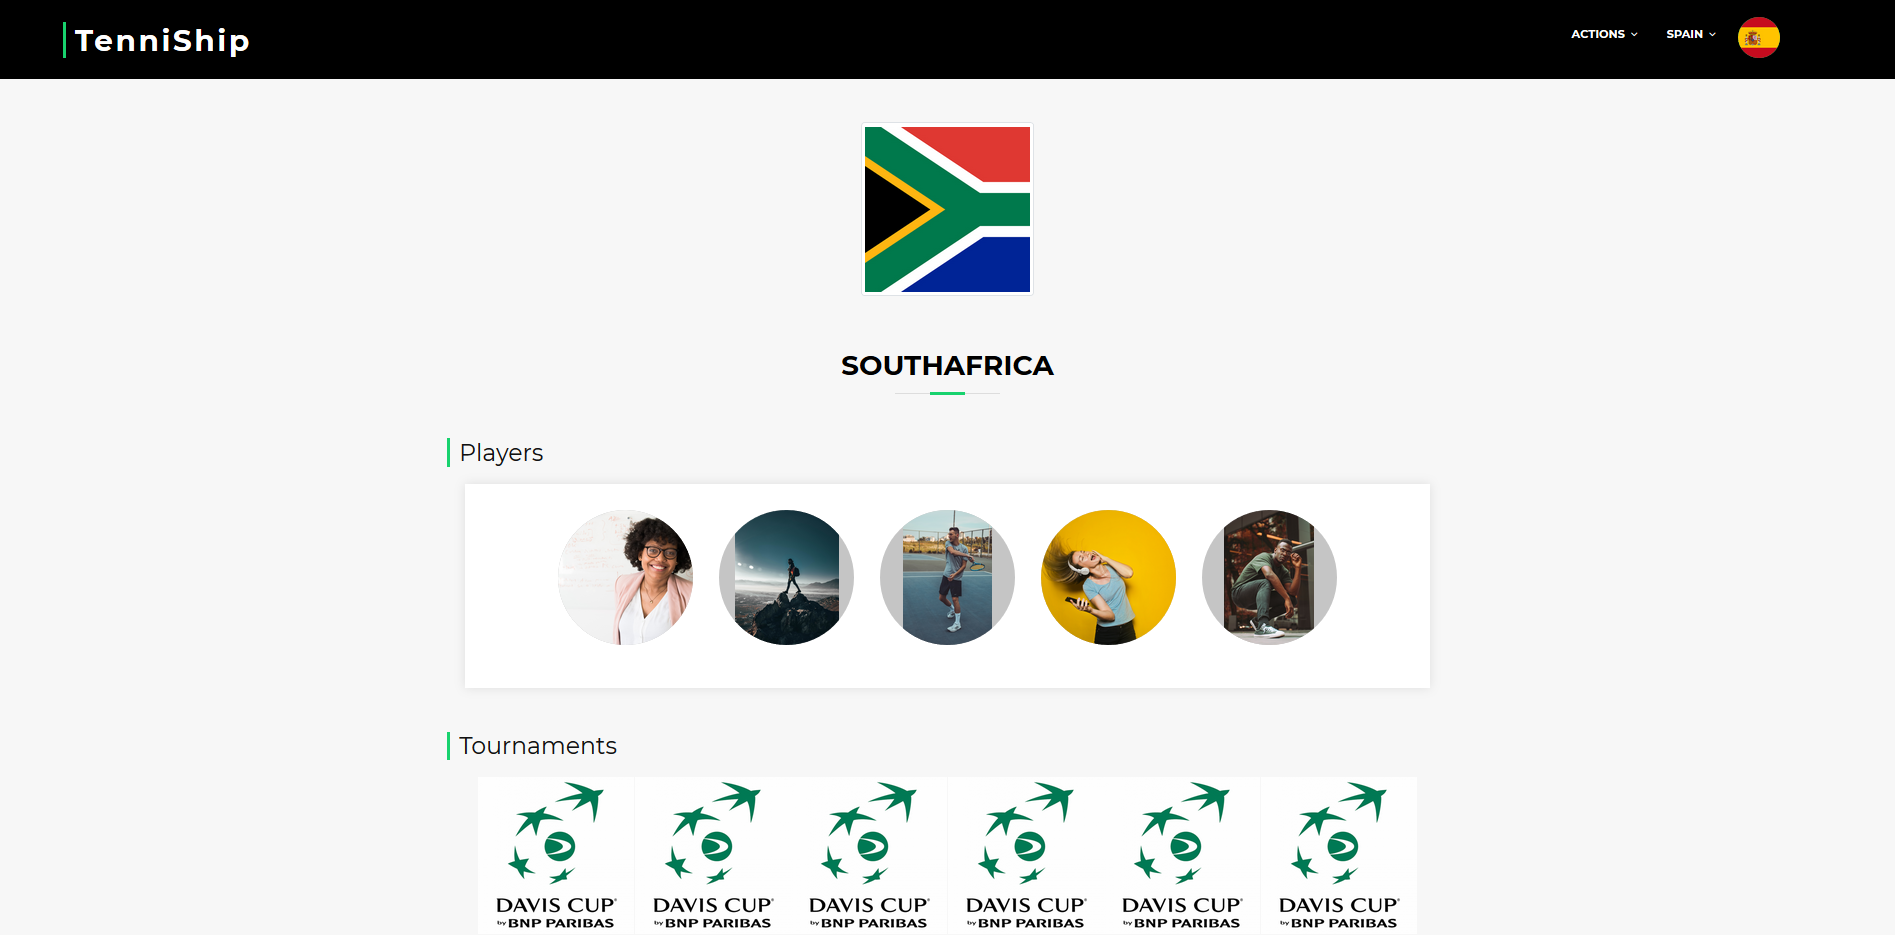 TenniShip
ACTIONS
SPAIN
SOUTHAFRICA
Players
Tournaments
DAVIS CUP
by BNP PARIBAS
DAVIS CUP
by BNP PARIBAS
DAVIS CUP
by BNP PARIBAS
DAVIS CUP
by BNP PARIBAS
DAVIS CUP
by BNP PARIBAS
DAVIS CUP
by BNP PARIBAS